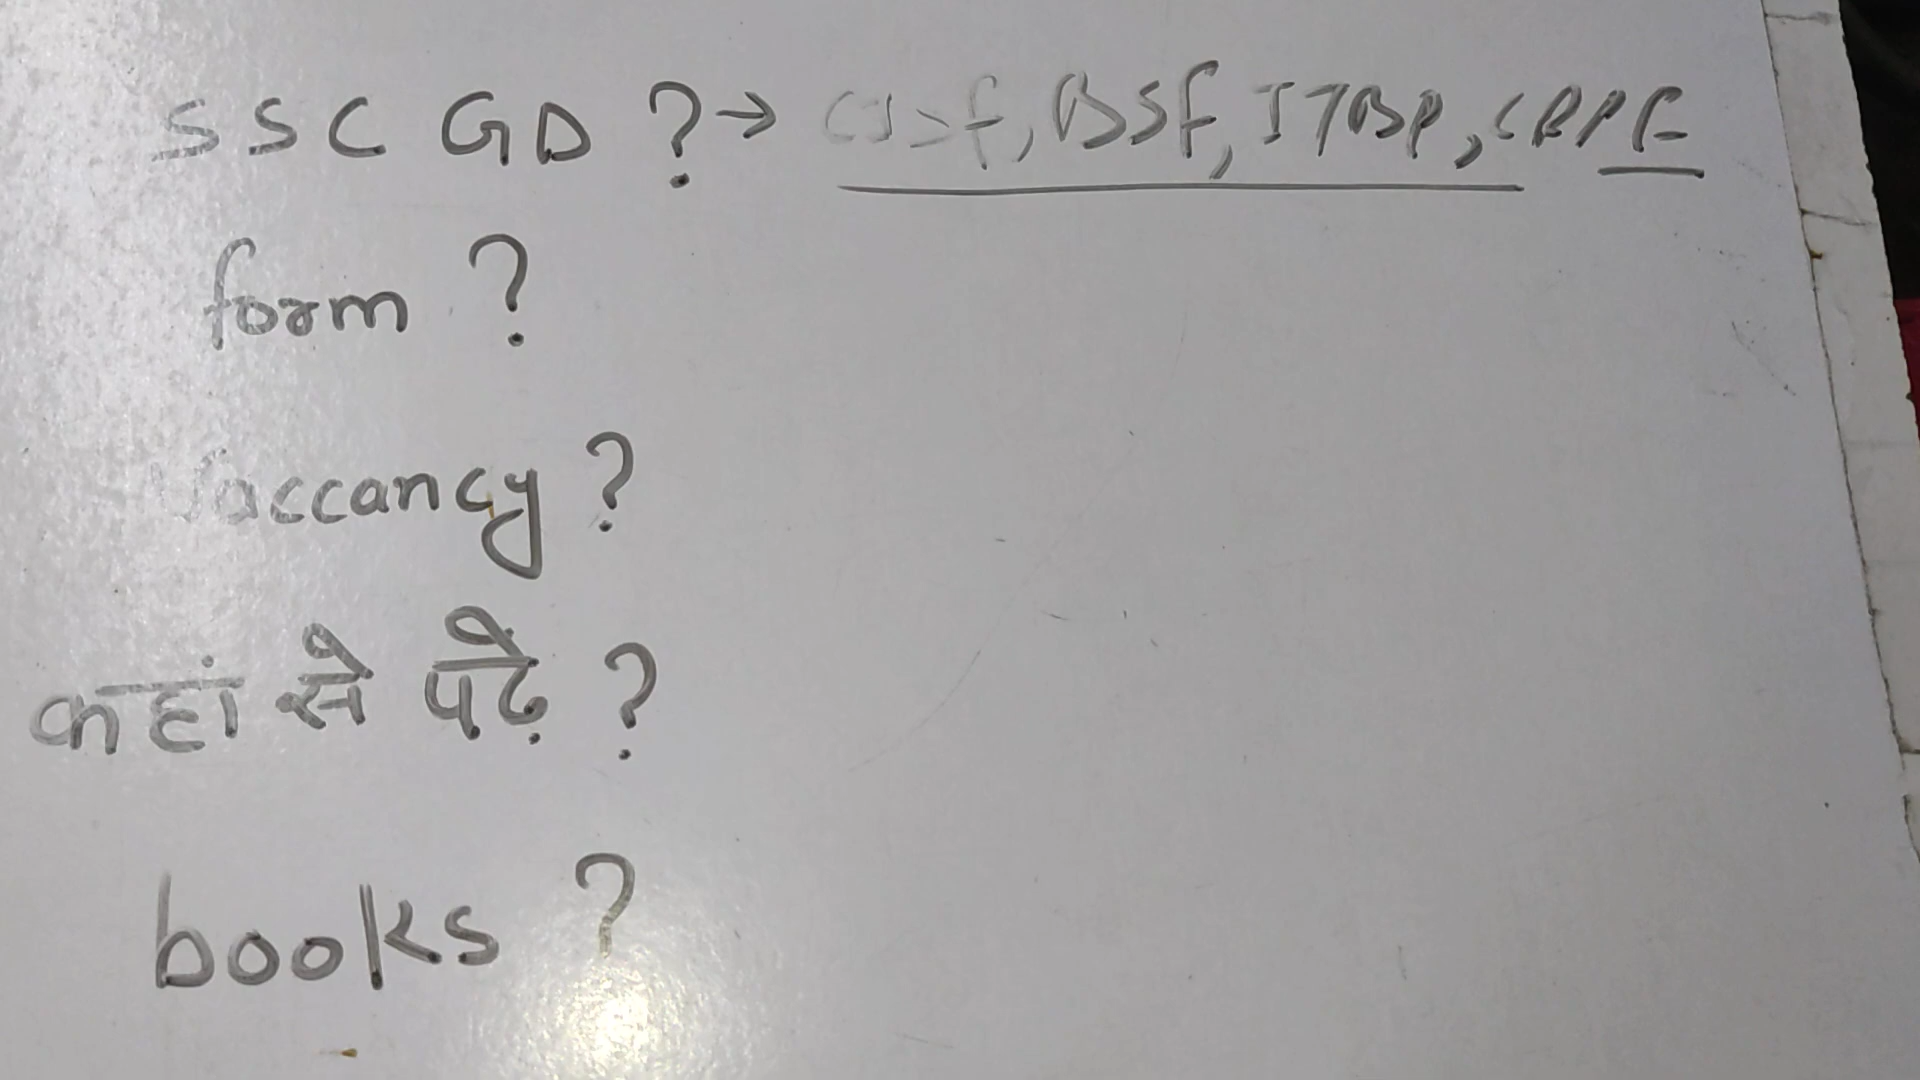 SSC GD ? → CISf, BSf, ITBP, CRPF
form ?
Vaccancy ?
कहां से पढ़े ?
books ?